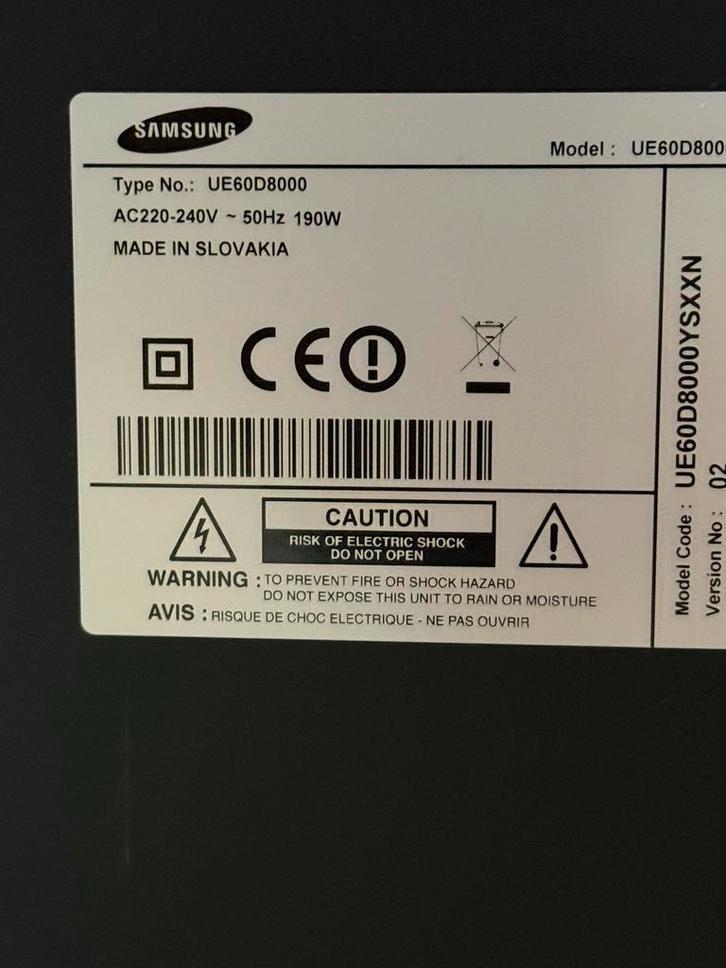 SAMSUNG
Model : UE60D800
Type No.: UE60D8000
AC220-240V ~ 50Hz 190W
MADE IN SLOVAKIA
CE
CAUTION
RISK OF ELECTRIC SHOCK
DO NOT OPEN
WARNING : TO PREVENT FIRE OR SHOCK HAZARD
DO NOT EXPOSE THIS UNIT TO RAIN OR MOISTURE
AVIS : RISQUE DE CHOC ELECTRIQUE - NE PAS OUVRIR
Model Code : UE60D8000YSXXN
Version No : 02